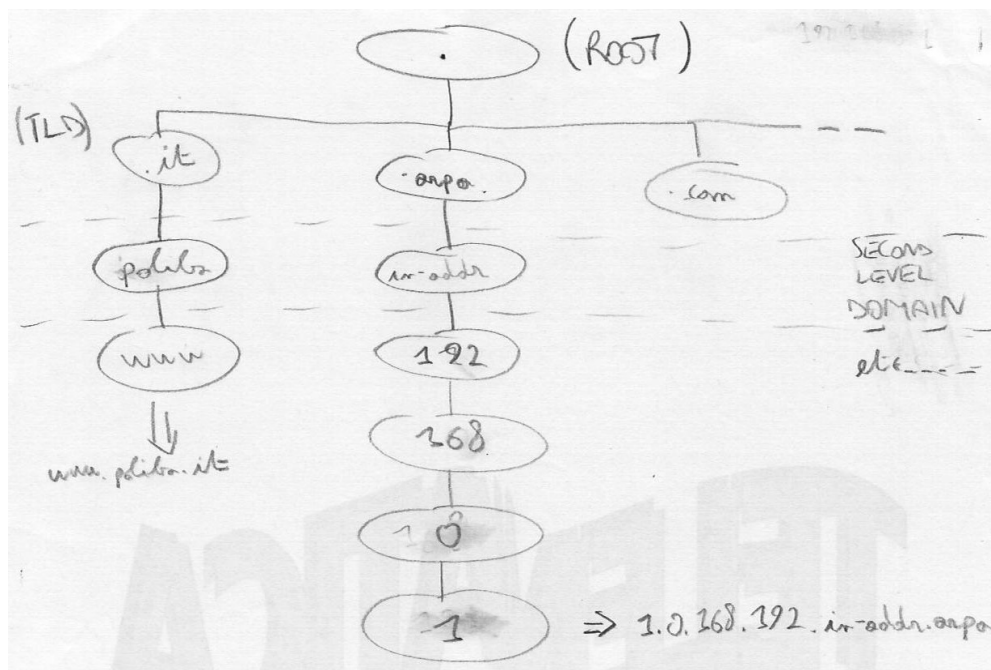 . (ROOT)
(TLD)
.it
.arpa.
.com
poliba
in-addr
SECOND
LEVEL
DOMAIN
www
192
etc
168
www.poliba.it
0
1 ⇒ 1.0.168.192.in-addr.arpa